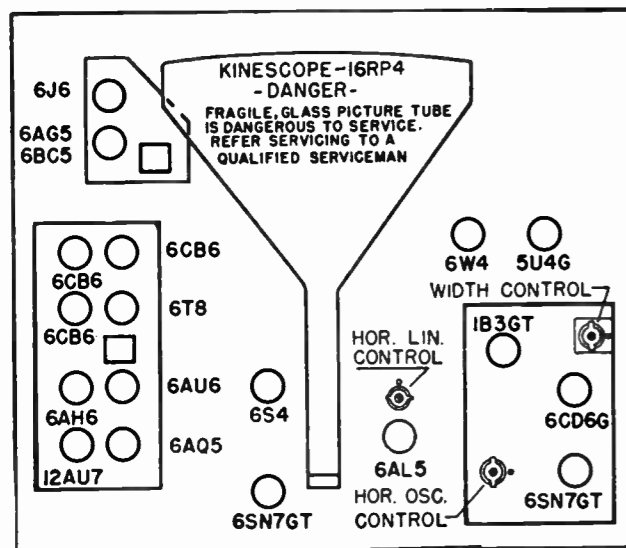 KINESCOPE-16RP4
-DANGER-
FRAGILE, GLASS PICTURE TUBE
IS DANGEROUS TO SERVICE.
REFER SERVICING TO A
QUALIFIED SERVICEMAN
6J6
6AG5
6BC5
6CB6
6CB6
6T8
6CB6
6AU6
6AH6
6AQ5
12AU7
6S4
6SN7GT
HOR. LIN.
CONTROL
6AL5
HOR. OSC.
CONTROL
6W4
5U4G
WIDTH CONTROL
1B3GT
6CD6G
6SN7GT